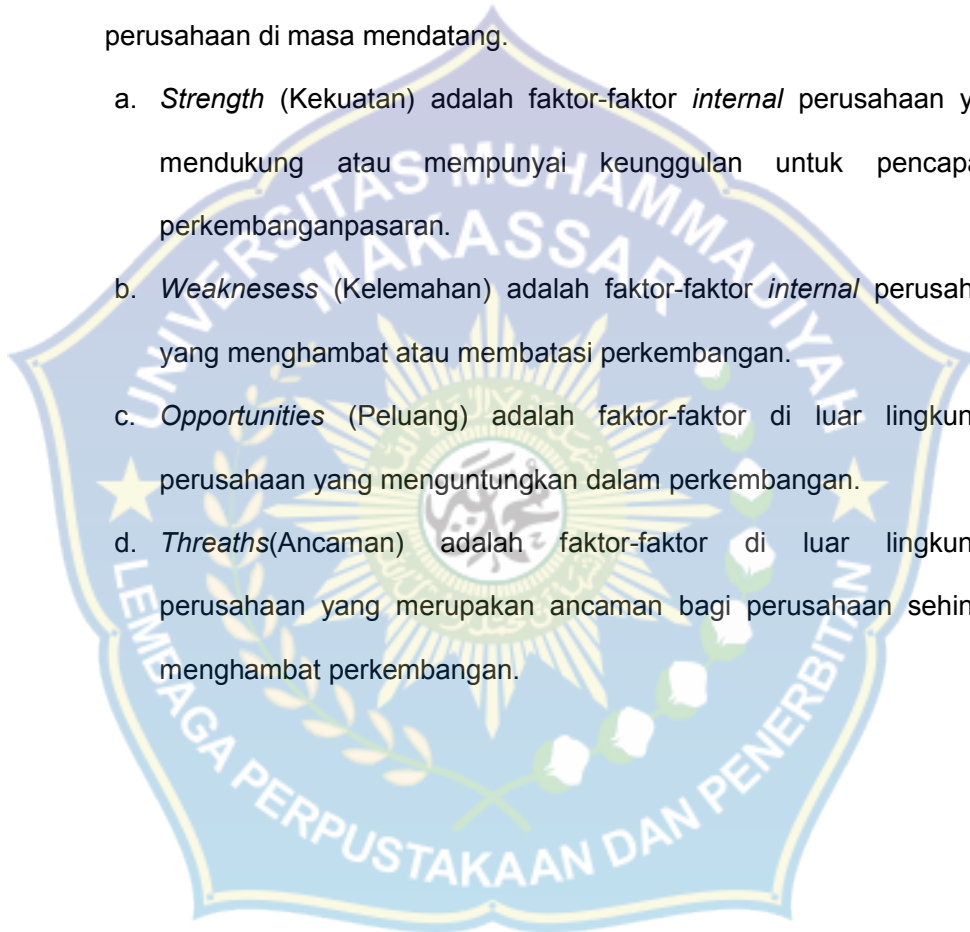 perusahaan di masa mendatang.
a. Strength (Kekuatan) adalah faktor-faktor internal perusahaan y
mendukung atau mempunyai keunggulan untuk pencapa
perkembanganpasaran.
b. Weaknesess (Kelemahan) adalah faktor-faktor internal perusah
yang menghambat atau membatasi perkembangan.
c. Opportunities (Peluang) adalah faktor-faktor di luar lingkun
perusahaan yang menguntungkan dalam perkembangan.
d. Threaths(Ancaman) adalah faktor-faktor di luar lingkun
perusahaan yang merupakan ancaman bagi perusahaan sehin
menghambat perkembangan.
UNIVERSITAS MUHAMMADIYAH
MAKASSAR
LEMBAGA PERPUSTAKAAN DAN PENERBITAN